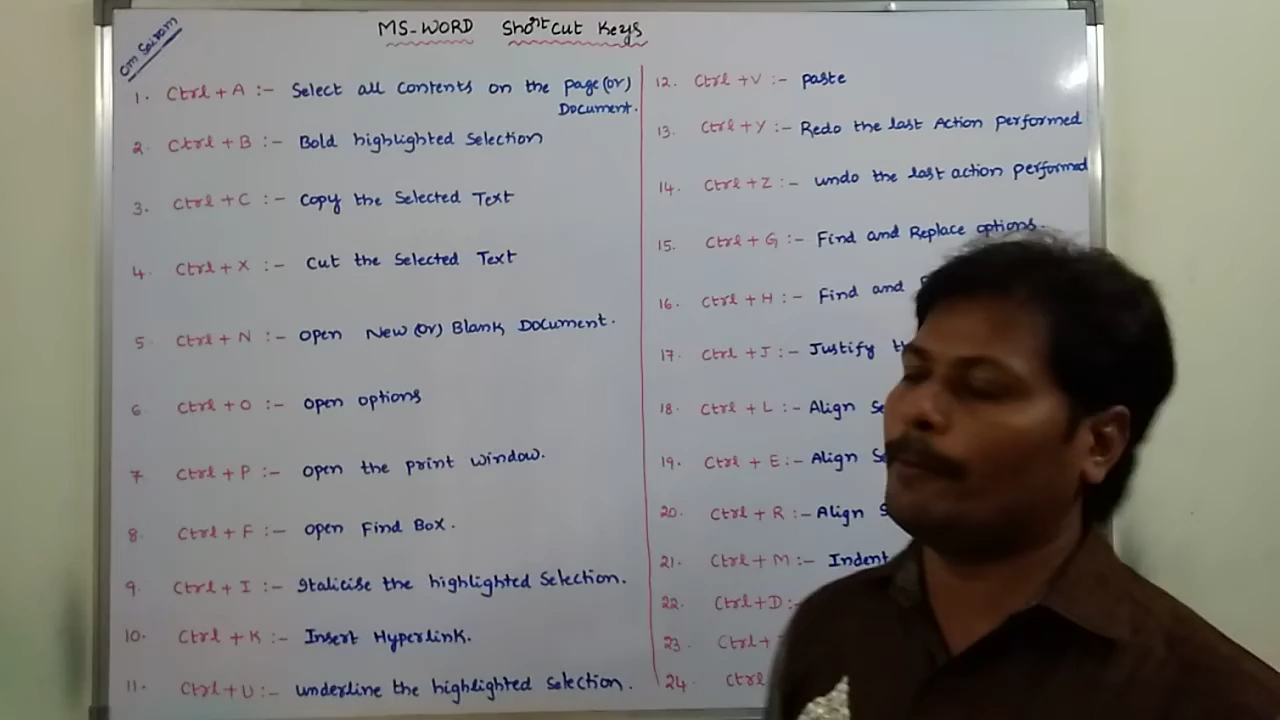 Om Sairam
MS-WORD Shortcut Keys
1. Ctrl + A :- Select all contents on the page (or)
Document.
2. Ctrl + B :- Bold highlighted Selection
3. Ctrl + C :- Copy the Selected Text
4. Ctrl + X :- Cut the Selected Text
5. Ctrl + N :- Open New (or) Blank Document.
6 Ctrl + O :- Open options
7 Ctrl + P :- Open the print window.
8. Ctrl + F :- Open Find Box.
9. Ctrl + I :- Italicise the highlighted Selection.
10. Ctrl + K :- Insert Hyperlink.
11. Ctrl + U :- underline the highlighted Selection.
12. Ctrl + V :- paste
13. Ctrl + Y :- Redo the last Action performed
14. Ctrl + Z :- undo the last action performed
15. Ctrl + G :- Find and Replace options.
16. Ctrl + H :- Find and
17. Ctrl + J :- Justify
18. Ctrl + L :- Align
19. Ctrl + E :- Align
20. Ctrl + R :- Align
21. Ctrl + M :- Indent
22. Ctrl + D :-
23. Ctrl +
24 Ctrl